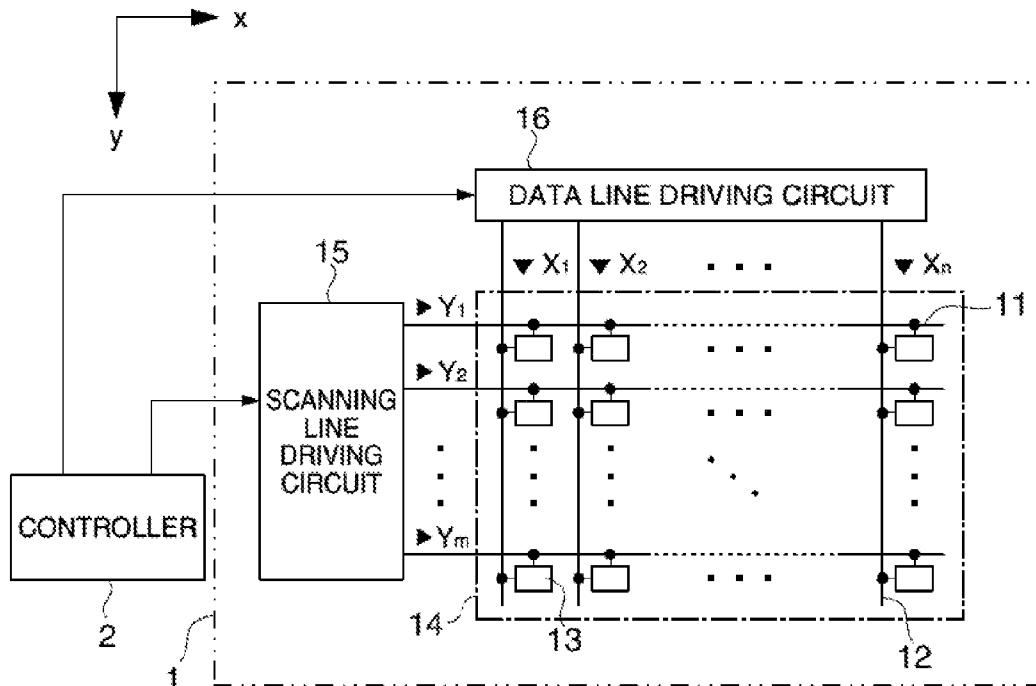 x
y
16
DATA LINE DRIVING CIRCUIT
15
X1 X2 Xn
Y1
11
Y2
SCANNING
LINE
DRIVING
CIRCUIT
CONTROLLER
Ym
2
1
14
13
12